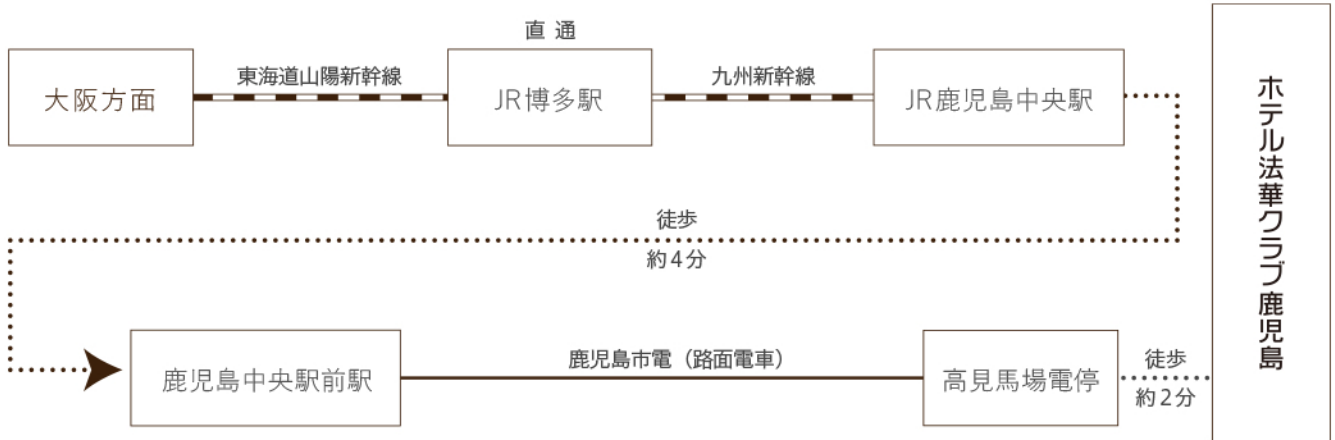 直通
大阪方面
東海道山陽新幹線
JR博多駅
九州新幹線
JR鹿児島中央駅
徒歩
約4分
鹿児島中央駅前駅
鹿児島市電（路面電車）
高見馬場電停
徒歩
約2分
ホテル法華クラブ鹿児島